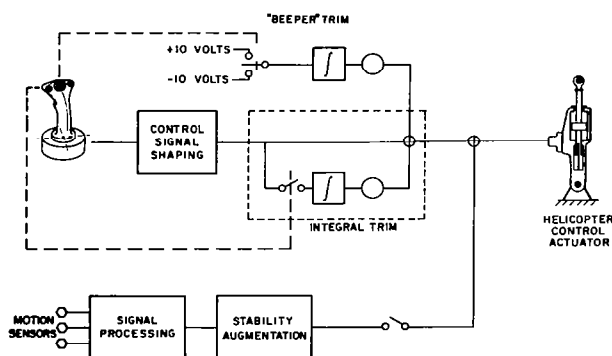 "BEEPER" TRIM
+10 VOLTS
-10 VOLTS
∫
CONTROL
SIGNAL
SHAPING
∫
INTEGRAL TRIM
HELICOPTER
CONTROL
ACTUATOR
MOTION
SENSORS
SIGNAL
PROCESSING
STABILITY
AUGMENTATION